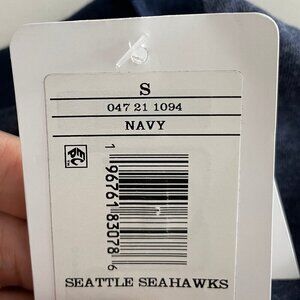 S
047 21 1094
NAVY
1 96761 83078 6
SEATTLE SEAHAWKS